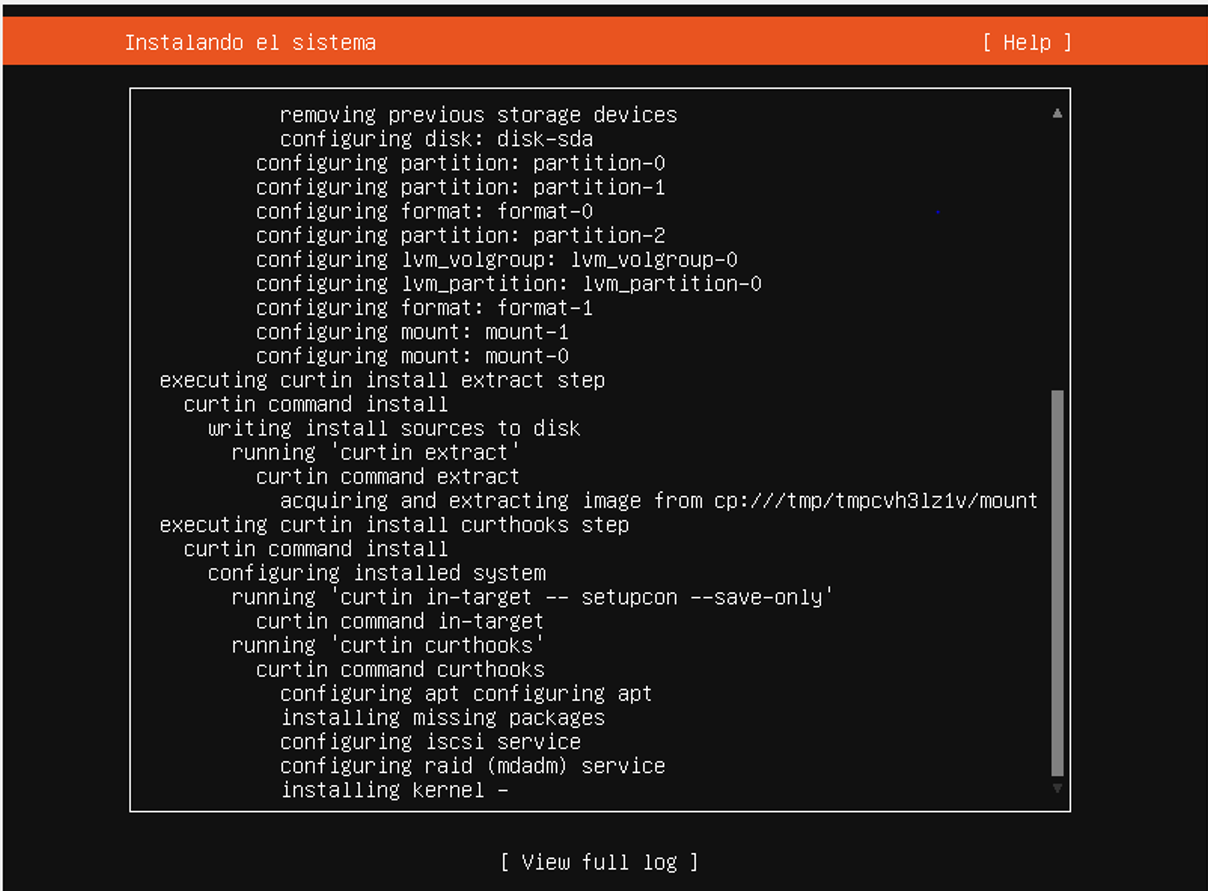 Instalando el sistema [ Help ]
removing previous storage devices
configuring disk: disk-sda
configuring partition: partition-0
configuring partition: partition-1
configuring format: format-0
configuring partition: partition-2
configuring lvm_volgroup: lvm_volgroup-0
configuring lvm_partition: lvm_partition-0
configuring format: format-1
configuring mount: mount-1
configuring mount: mount-0
executing curtin install extract step
curtin command install
writing install sources to disk
running 'curtin extract'
curtin command extract
acquiring and extracting image from cp:///tmp/tmpcvh3lz1v/mount
executing curtin install curthooks step
curtin command install
configuring installed system
running 'curtin in-target -- setupcon --save-only'
curtin command in-target
running 'curtin curthooks'
curtin command curthooks
configuring apt configuring apt
installing missing packages
configuring iscsi service
configuring raid (mdadm) service
installing kernel -
[ View full log ]